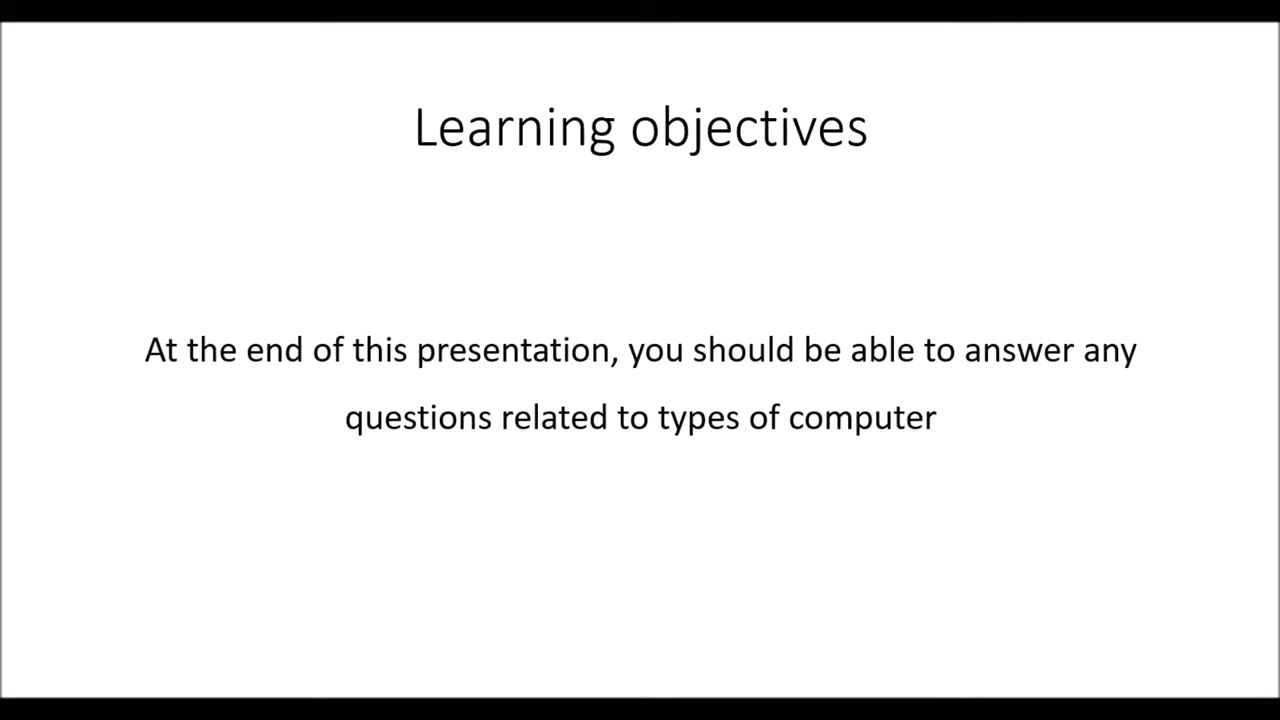 Learning objectives
At the end of this presentation, you should be able to answer any
questions related to types of computer